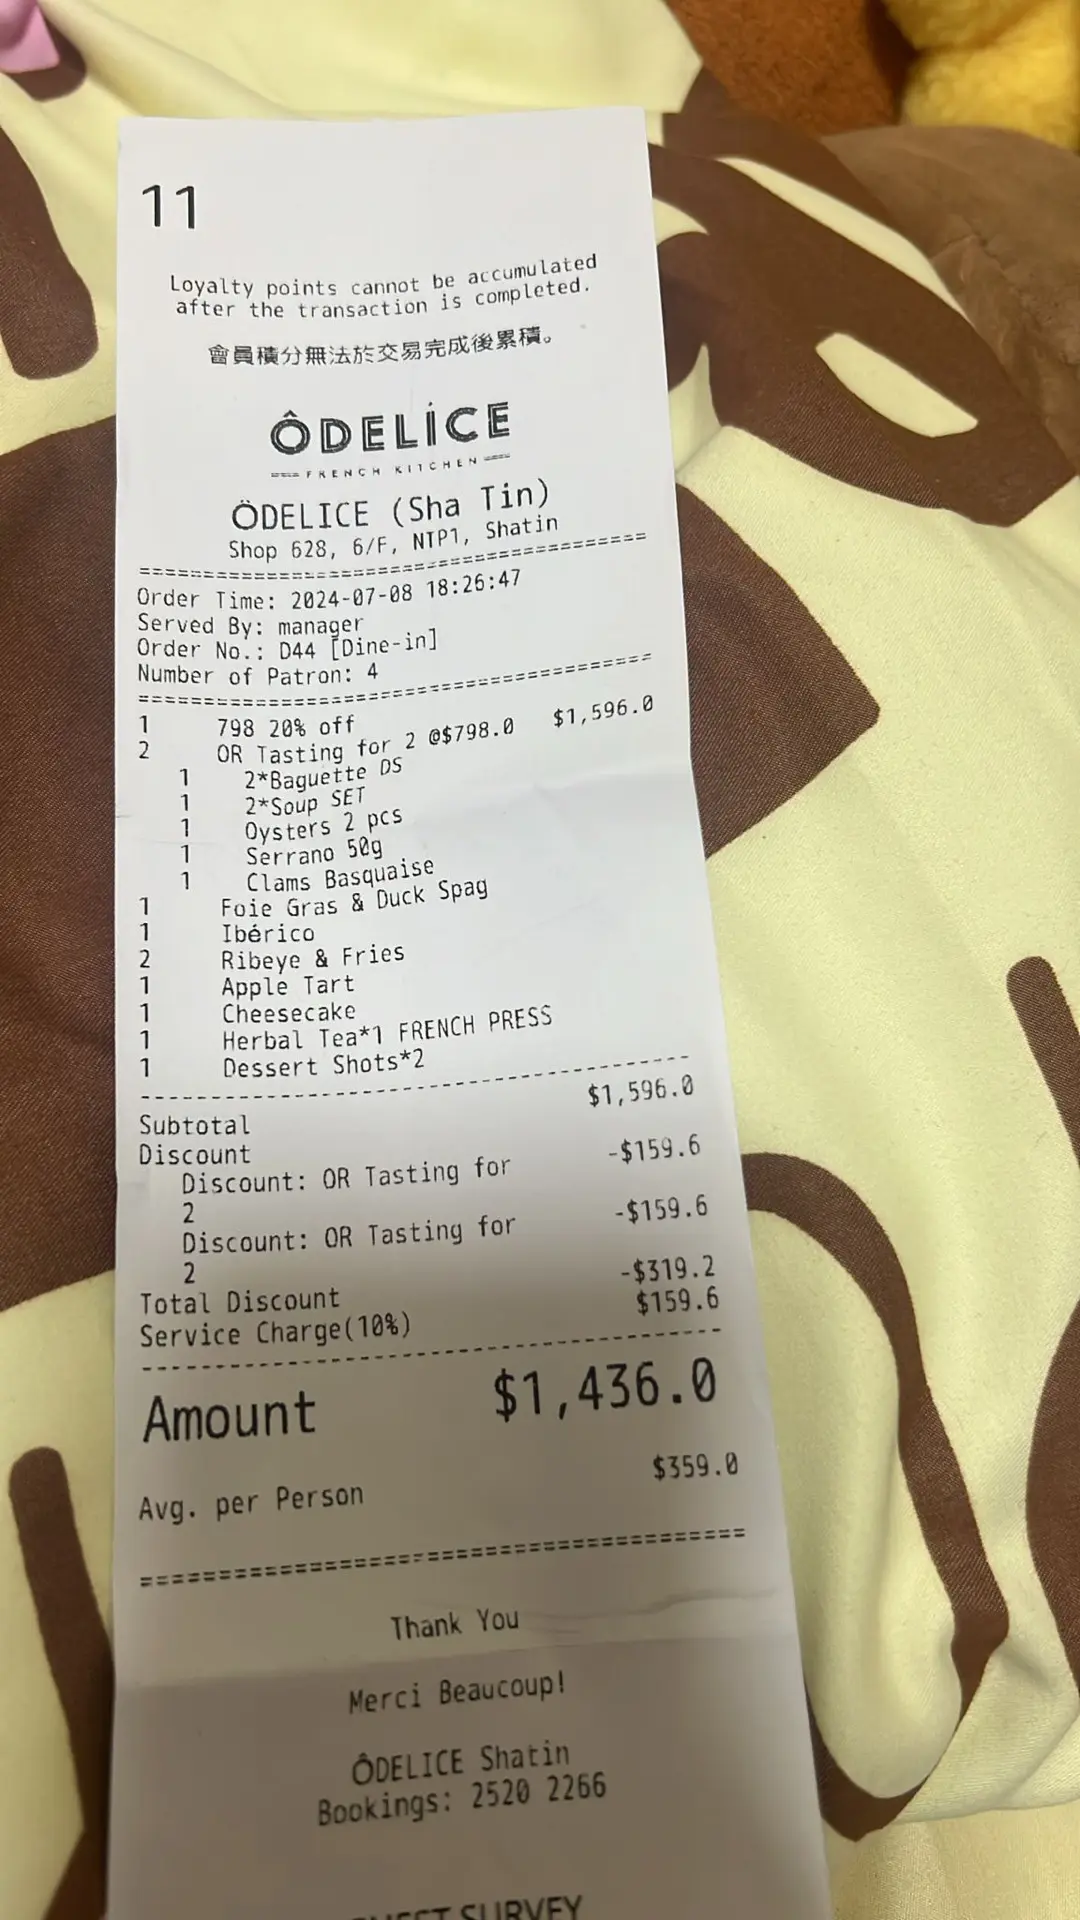 11
Loyalty points cannot be accumulated
after the transaction is completed.
會員積分無法於交易完成後累積。
ÔDELİCE
FRENCH KITCHEN
ÖDELICE (Sha Tin)
Shop 628, 6/F, NTP1, Shatin
========================================
Order Time: 2024-07-08 18:26:47
Served By: manager
Order No.: D44 [Dine-in]
Number of Patron: 4
========================================
1 798 20% off
2 OR Tasting for 2 @$798.0 $1,596.0
1 2*Baguette DS
1 2*Soup SET
1 Oysters 2 pcs
1 Serrano 50g
1 Clams Basquaise
1 Foie Gras & Duck Spag
1 Ibérico
2 Ribeye & Fries
1 Apple Tart
1 Cheesecake
1 Herbal Tea*1 FRENCH PRESS
1 Dessert Shots*2
----------------------------------------
Subtotal $1,596.0
Discount
Discount: OR Tasting for -$159.6
2
Discount: OR Tasting for -$159.6
2
Total Discount -$319.2
Service Charge(10%) $159.6
----------------------------------------
Amount $1,436.0
Avg. per Person $359.0
========================================
Thank You
Merci Beaucoup!
ÔDELICE Shatin
Bookings: 2520 2266
SURVEY